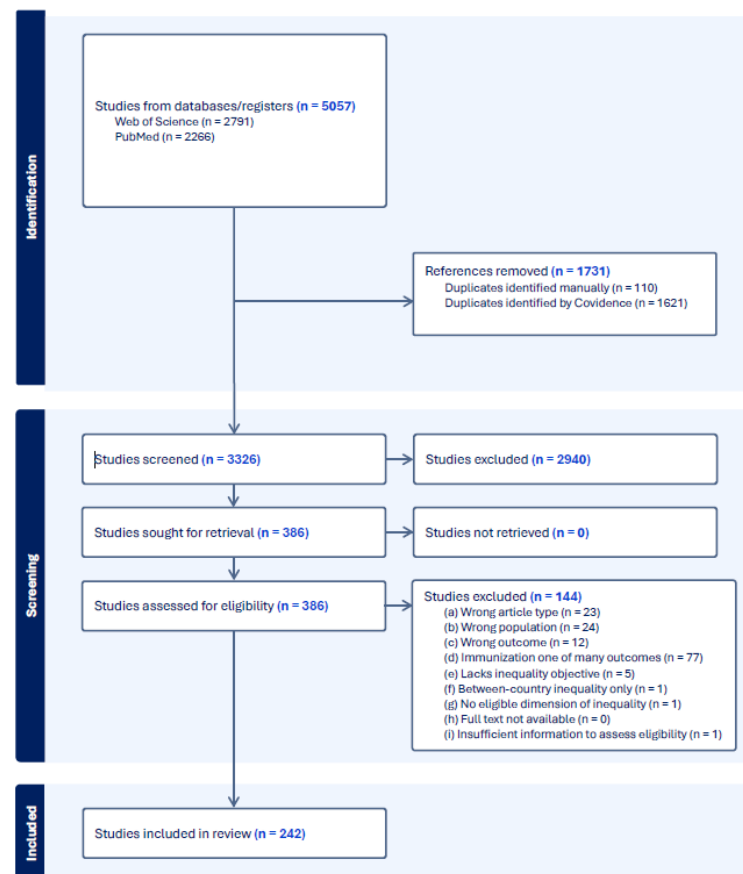 Identification
Studies from databases/registers (n = 5057)
Web of Science (n = 2791)
PubMed (n = 2266)
References removed (n = 1731)
Duplicates identified manually (n = 110)
Duplicates identified by Covidence (n = 1621)
Screening
Studies screened (n = 3326)
Studies excluded (n = 2940)
Studies sought for retrieval (n = 386)
Studies not retrieved (n = 0)
Studies assessed for eligibility (n = 386)
Studies excluded (n = 144)
(a) Wrong article type (n = 23)
(b) Wrong population (n = 24)
(c) Wrong outcome (n = 12)
(d) Immunization one of many outcomes (n = 77)
(e) Lacks inequality objective (n = 5)
(f) Between-country inequality only (n = 1)
(g) No eligible dimension of inequality (n = 1)
(h) Full text not available (n = 0)
(i) Insufficient information to assess eligibility (n = 1)
Included
Studies included in review (n = 242)